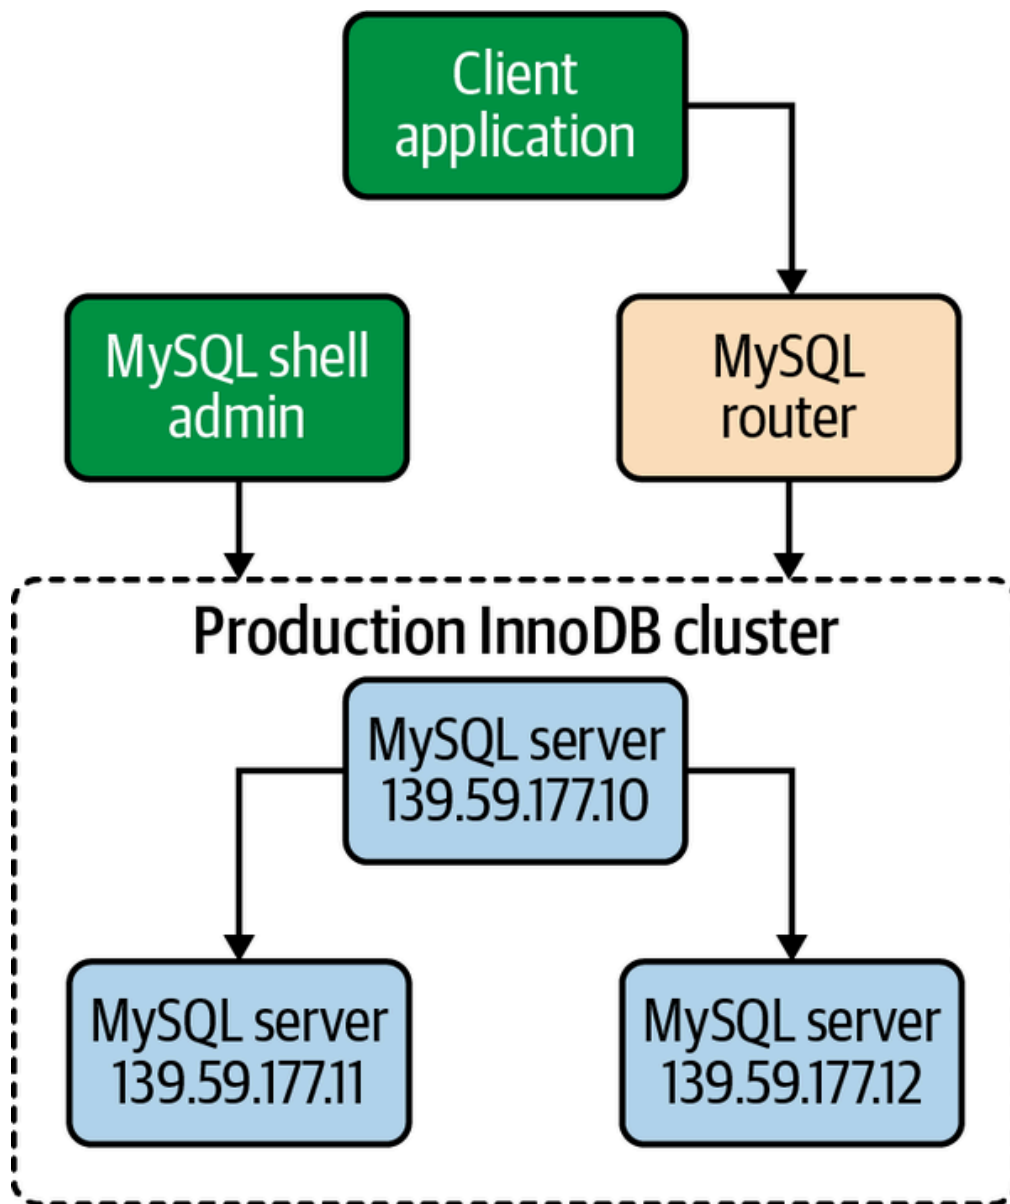 Client
application
MySQL shell
admin
MySQL
router
Production InnoDB cluster
MySQL server
139.59.177.10
MySQL server
139.59.177.11
MySQL server
139.59.177.12